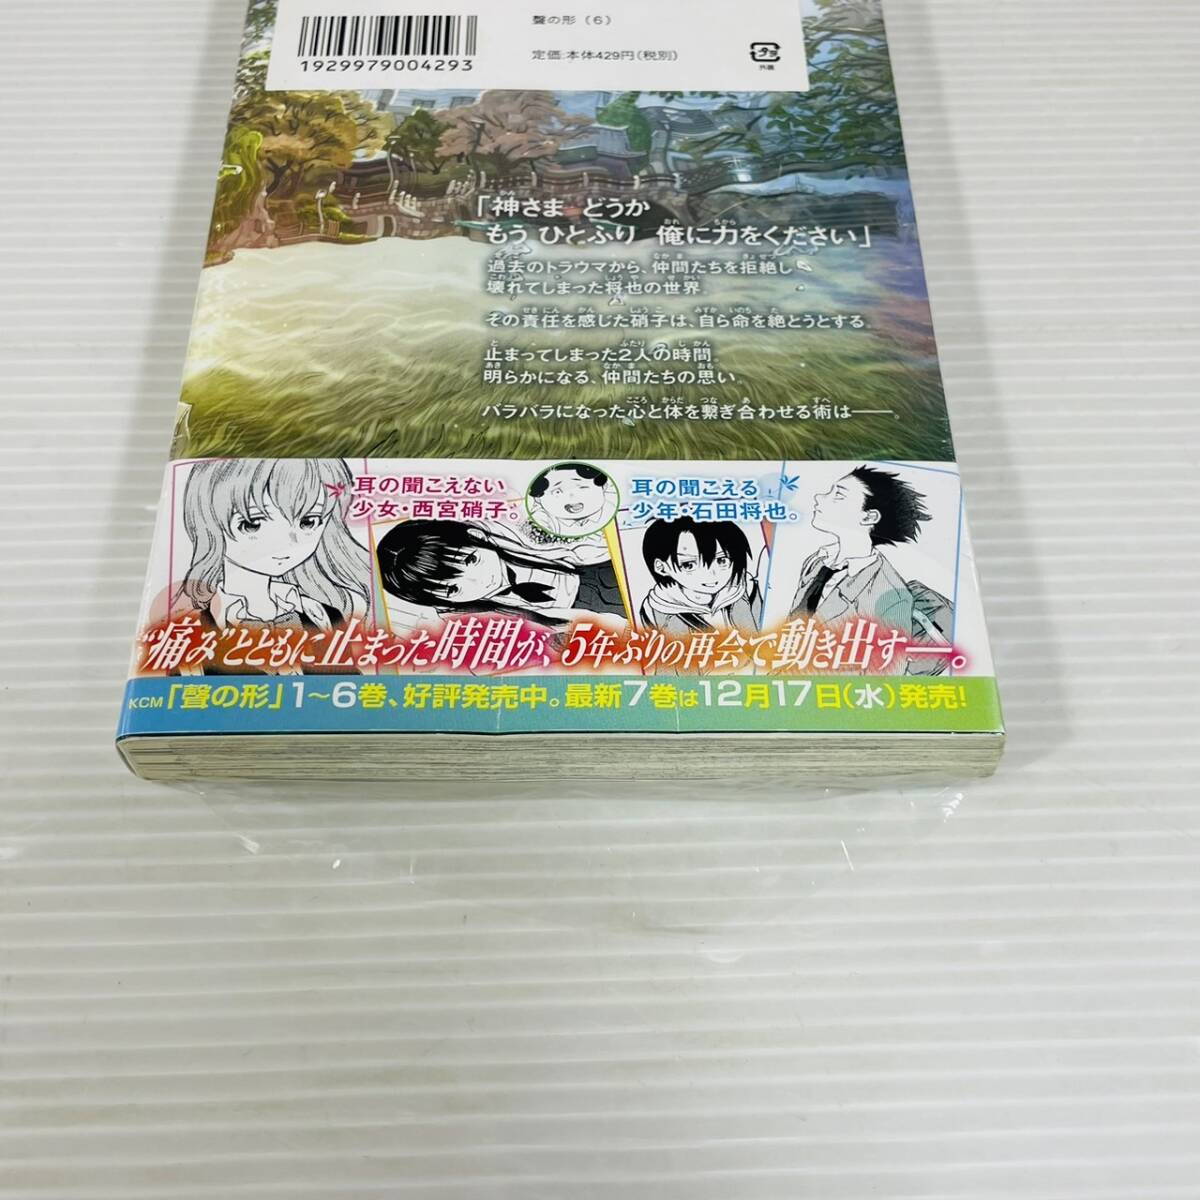 聲の形（6）
1929979004293
定価:本体429円（税別）
外装
「神さま どうか
もう ひとふり 俺に力をください」
過去のトラウマから、仲間たちを拒絶し
壊れてしまった将也の世界。
その責任を感じた硝子は、自ら命を絶とうとする。
止まってしまった2人の時間。
明らかになる、仲間たちの思い。
バラバラになった心と体を繋ぎ合わせる術は──。
耳の聞こえない
少女・西宮硝子。
耳の聞こえる
少年・石田将也。
“痛み”とともに止まった時間が、5年ぶりの再会で動き出す──。
KCM「聲の形」1〜6巻、好評発売中。最新7巻は12月17日(水)発売!